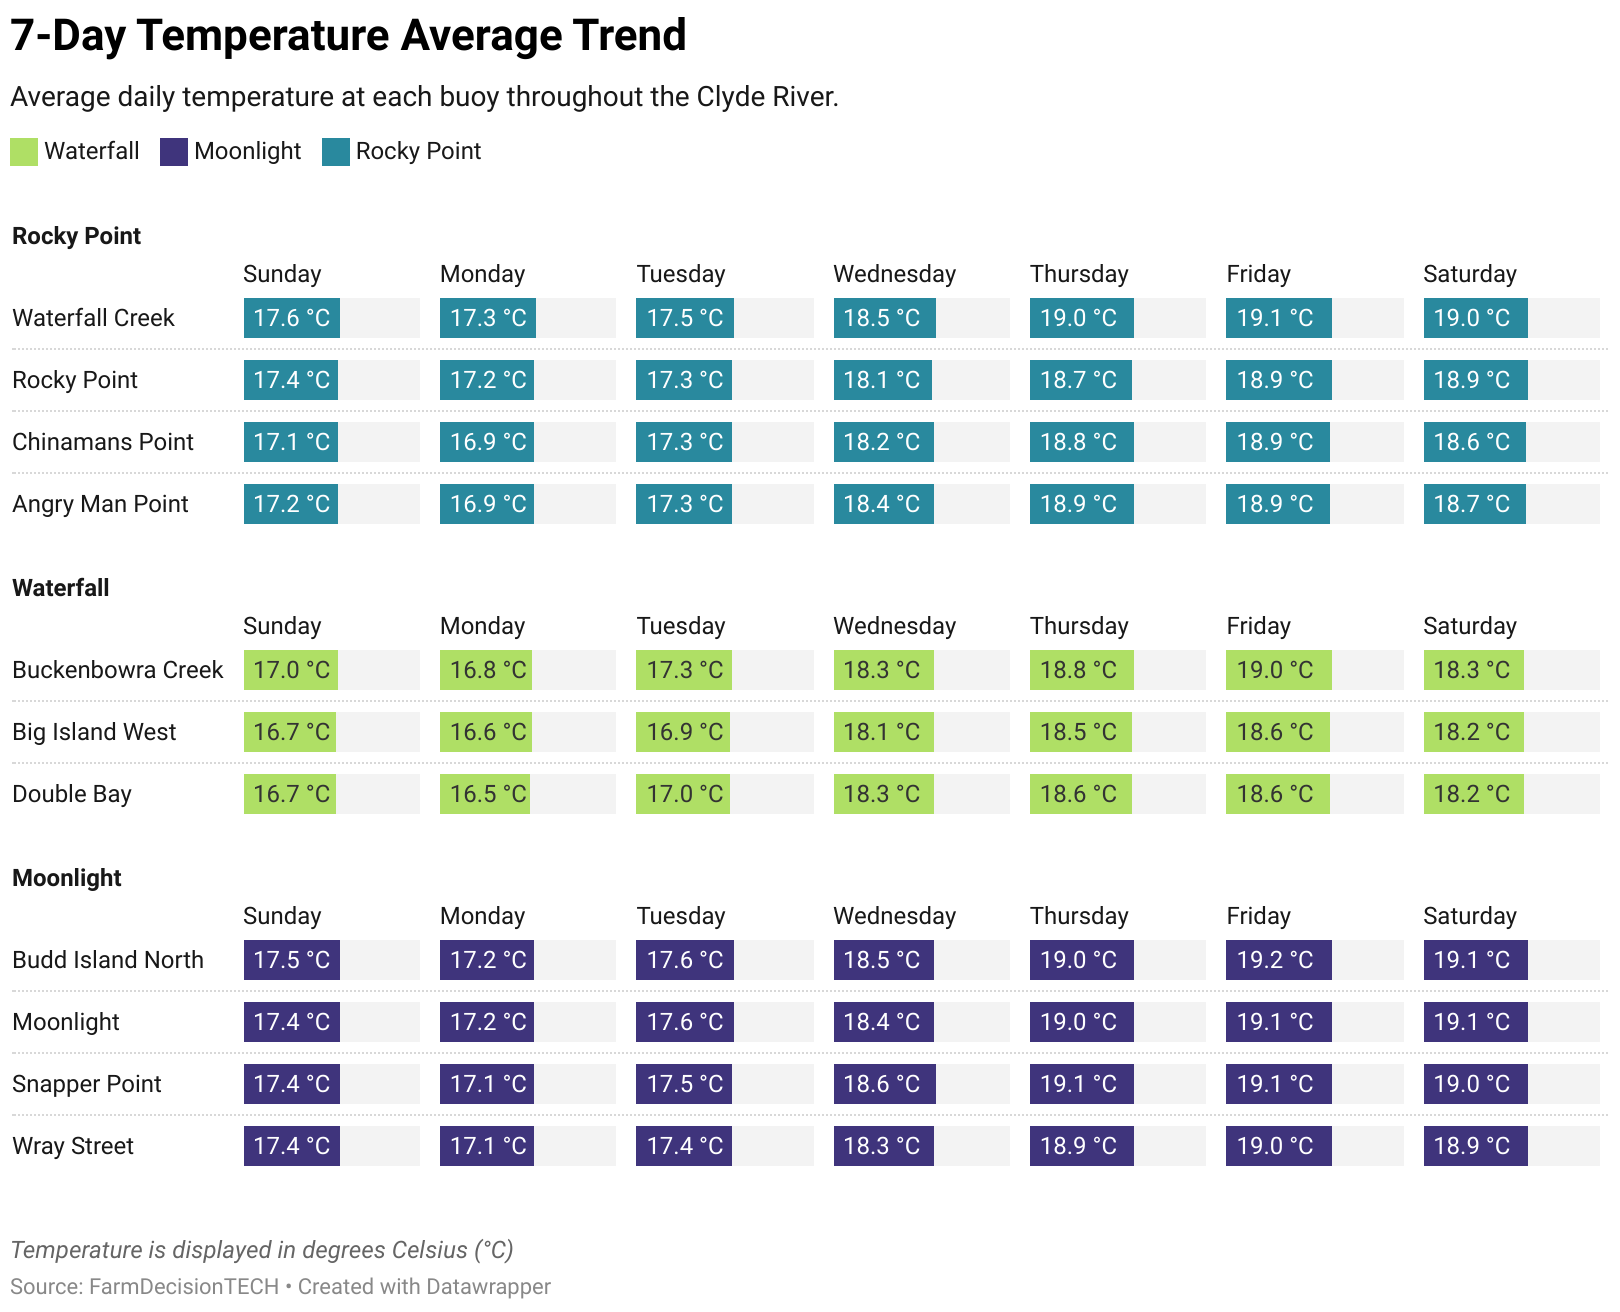 7-Day Temperature Average Trend
Average daily temperature at each buoy throughout the Clyde River.
Waterfall Moonlight Rocky Point
Rocky Point
Sunday Monday Tuesday Wednesday Thursday Friday Saturday
Waterfall Creek 17.6 °C 17.3 °C 17.5 °C 18.5 °C 19.0 °C 19.1 °C 19.0 °C
Rocky Point 17.4 °C 17.2 °C 17.3 °C 18.1 °C 18.7 °C 18.9 °C 18.9 °C
Chinamans Point 17.1 °C 16.9 °C 17.3 °C 18.2 °C 18.8 °C 18.9 °C 18.6 °C
Angry Man Point 17.2 °C 16.9 °C 17.3 °C 18.4 °C 18.9 °C 18.9 °C 18.7 °C
Waterfall
Sunday Monday Tuesday Wednesday Thursday Friday Saturday
Buckenbowra Creek 17.0 °C 16.8 °C 17.3 °C 18.3 °C 18.8 °C 19.0 °C 18.3 °C
Big Island West 16.7 °C 16.6 °C 16.9 °C 18.1 °C 18.5 °C 18.6 °C 18.2 °C
Double Bay 16.7 °C 16.5 °C 17.0 °C 18.3 °C 18.6 °C 18.6 °C 18.2 °C
Moonlight
Sunday Monday Tuesday Wednesday Thursday Friday Saturday
Budd Island North 17.5 °C 17.2 °C 17.6 °C 18.5 °C 19.0 °C 19.2 °C 19.1 °C
Moonlight 17.4 °C 17.2 °C 17.6 °C 18.4 °C 19.0 °C 19.1 °C 19.1 °C
Snapper Point 17.4 °C 17.1 °C 17.5 °C 18.6 °C 19.1 °C 19.1 °C 19.0 °C
Wray Street 17.4 °C 17.1 °C 17.4 °C 18.3 °C 18.9 °C 19.0 °C 18.9 °C
Temperature is displayed in degrees Celsius (°C)
Source: FarmDecisionTECH • Created with Datawrapper